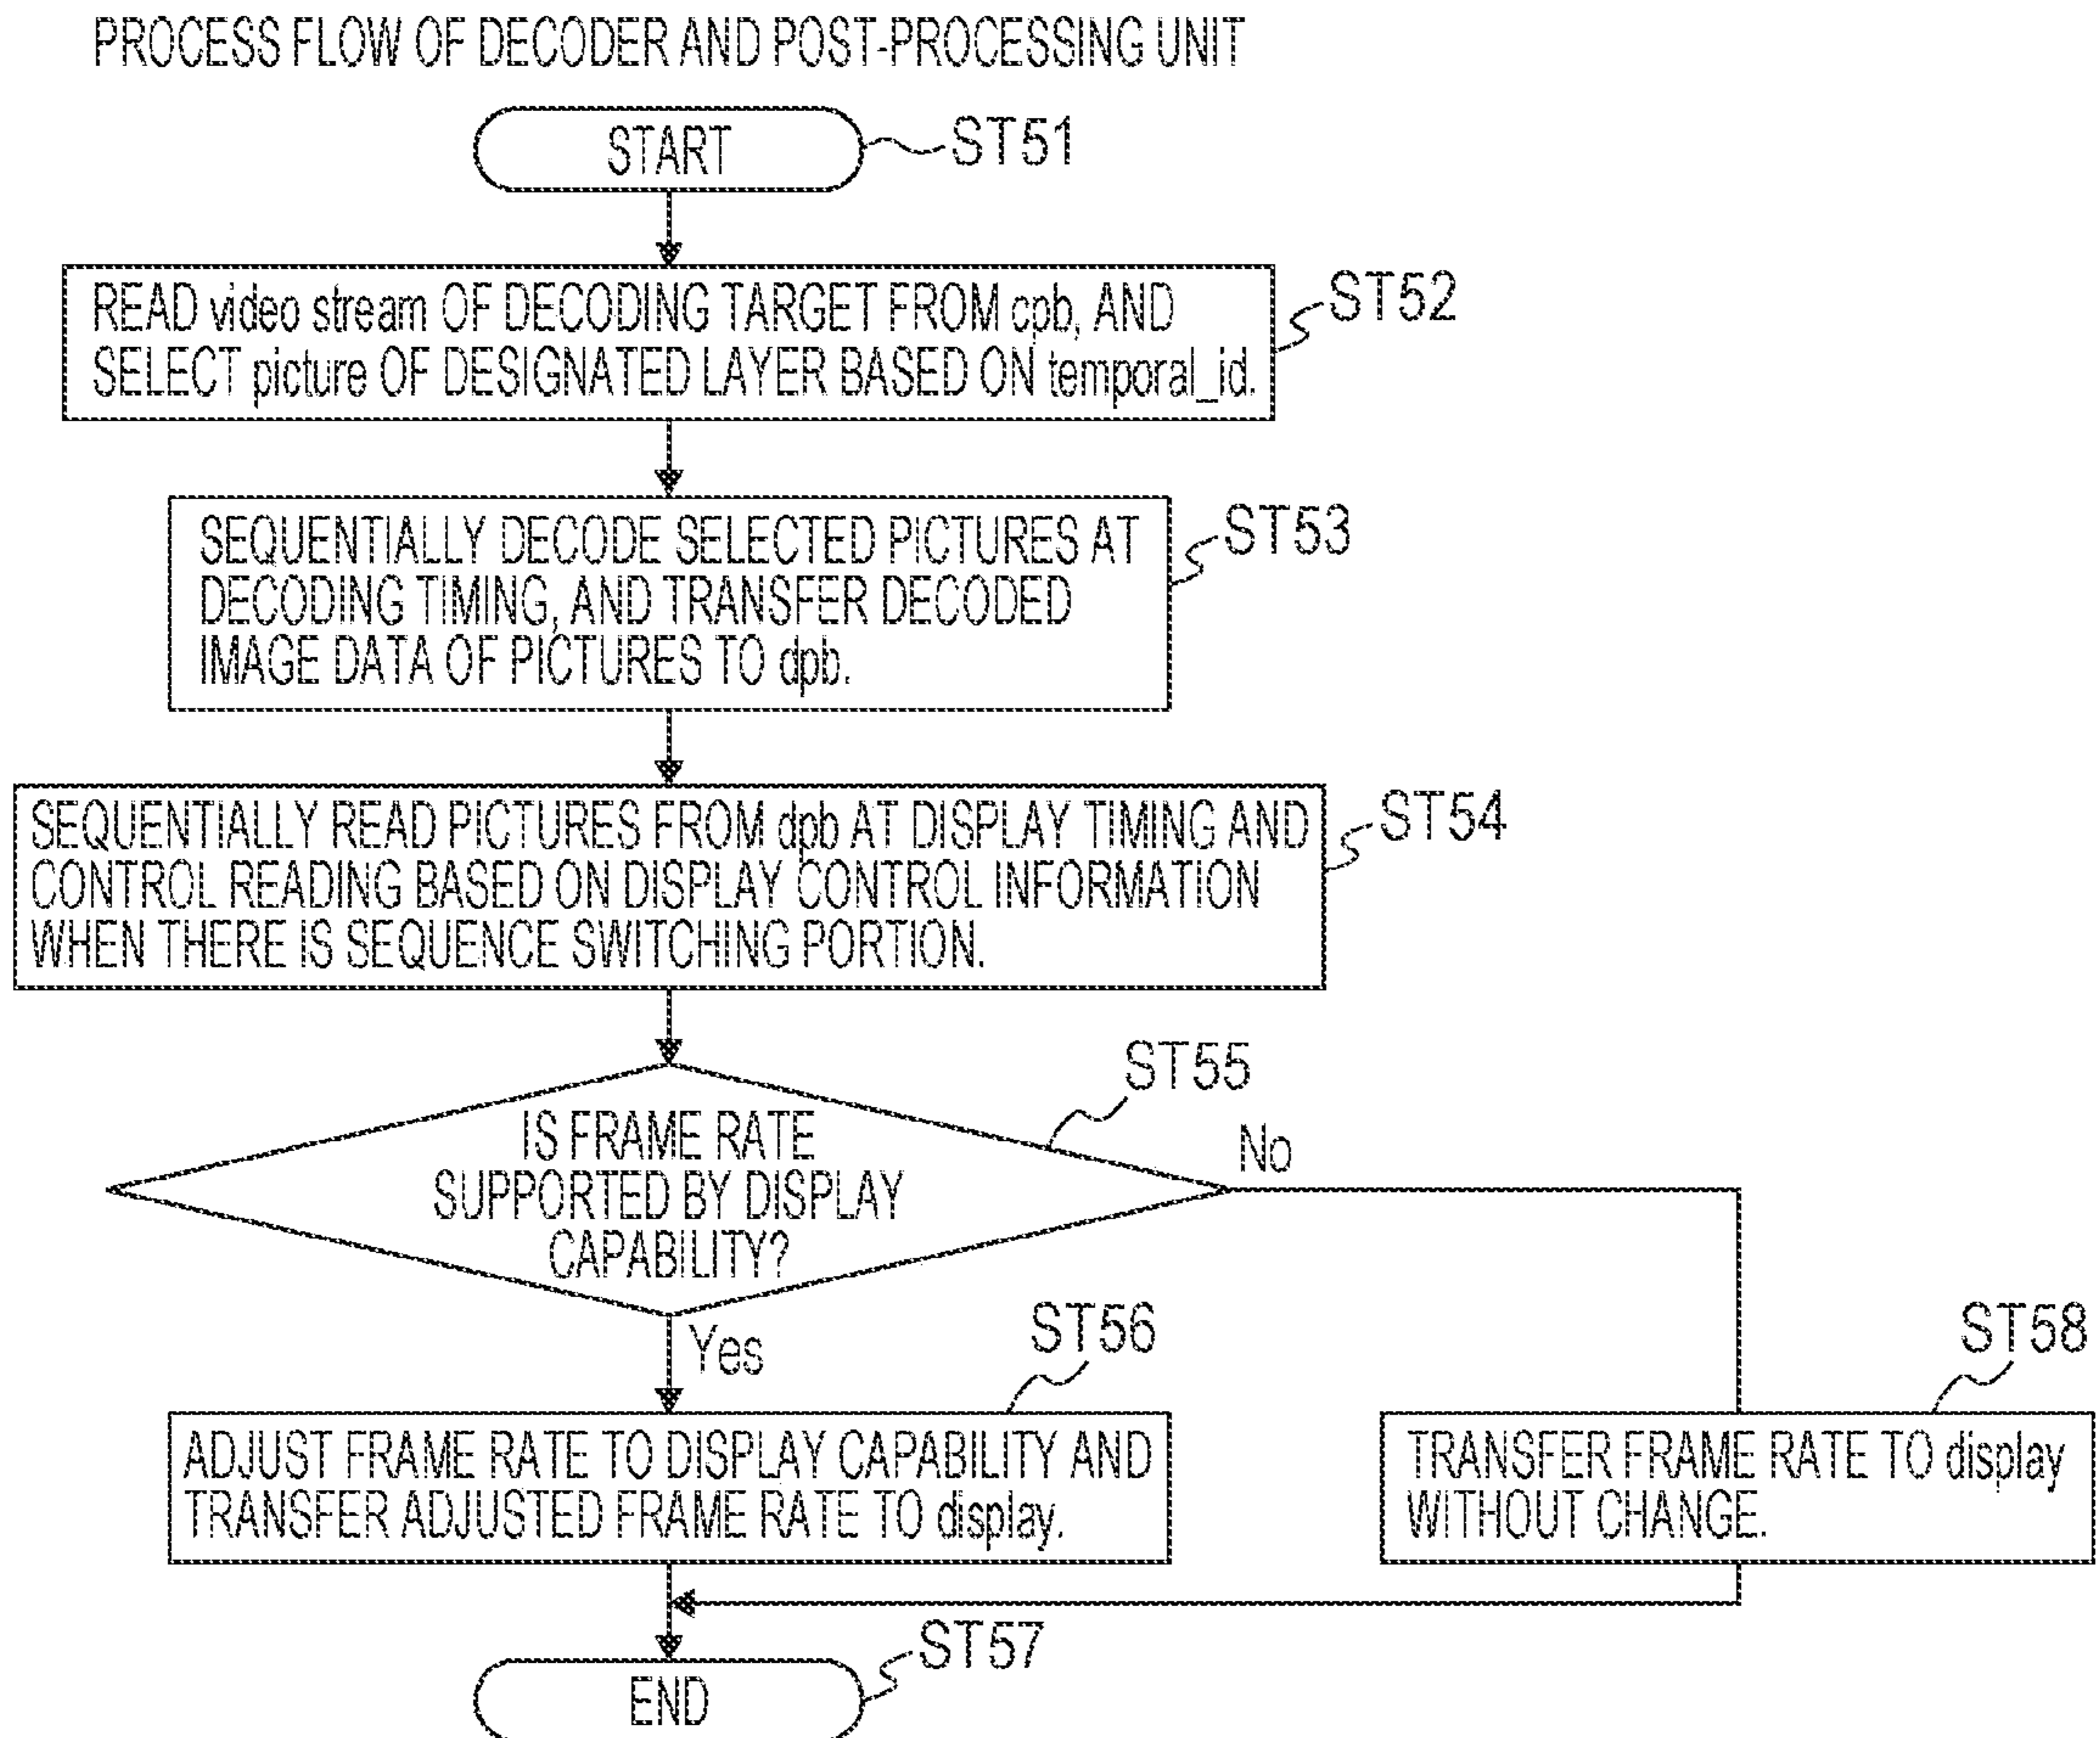 PROCESS FLOW OF DECODER AND POST-PROCESSING UNIT
START
ST51
READ video stream OF DECODING TARGET FROM cpb, AND
SELECT picture OF DESIGNATED LAYER BASED ON temporal_id.
ST52
SEQUENTIALLY DECODE SELECTED PICTURES AT
DECODING TIMING, AND TRANSFER DECODED
IMAGE DATA OF PICTURES TO dpb.
ST53
SEQUENTIALLY READ PICTURES FROM dpb AT DISPLAY TIMING AND
CONTROL READING BASED ON DISPLAY CONTROL INFORMATION
WHEN THERE IS SEQUENCE SWITCHING PORTION.
ST54
IS FRAME RATE
SUPPORTED BY DISPLAY
CAPABILITY?
ST55
No
Yes
ST56
ADJUST FRAME RATE TO DISPLAY CAPABILITY AND
TRANSFER ADJUSTED FRAME RATE TO display.
ST58
TRANSFER FRAME RATE TO display
WITHOUT CHANGE.
END
ST57